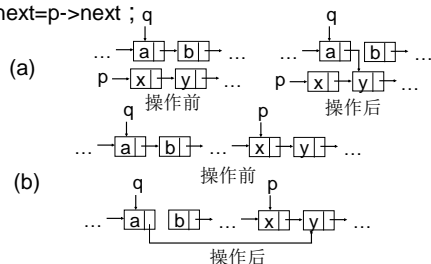 next=p->next ; q q
… a b … … a b …
(a)
p x y … p x y …
操作前 操作后
q p
… a b … x y …
操作前
(b)
q p
… a b … x y …
操作后